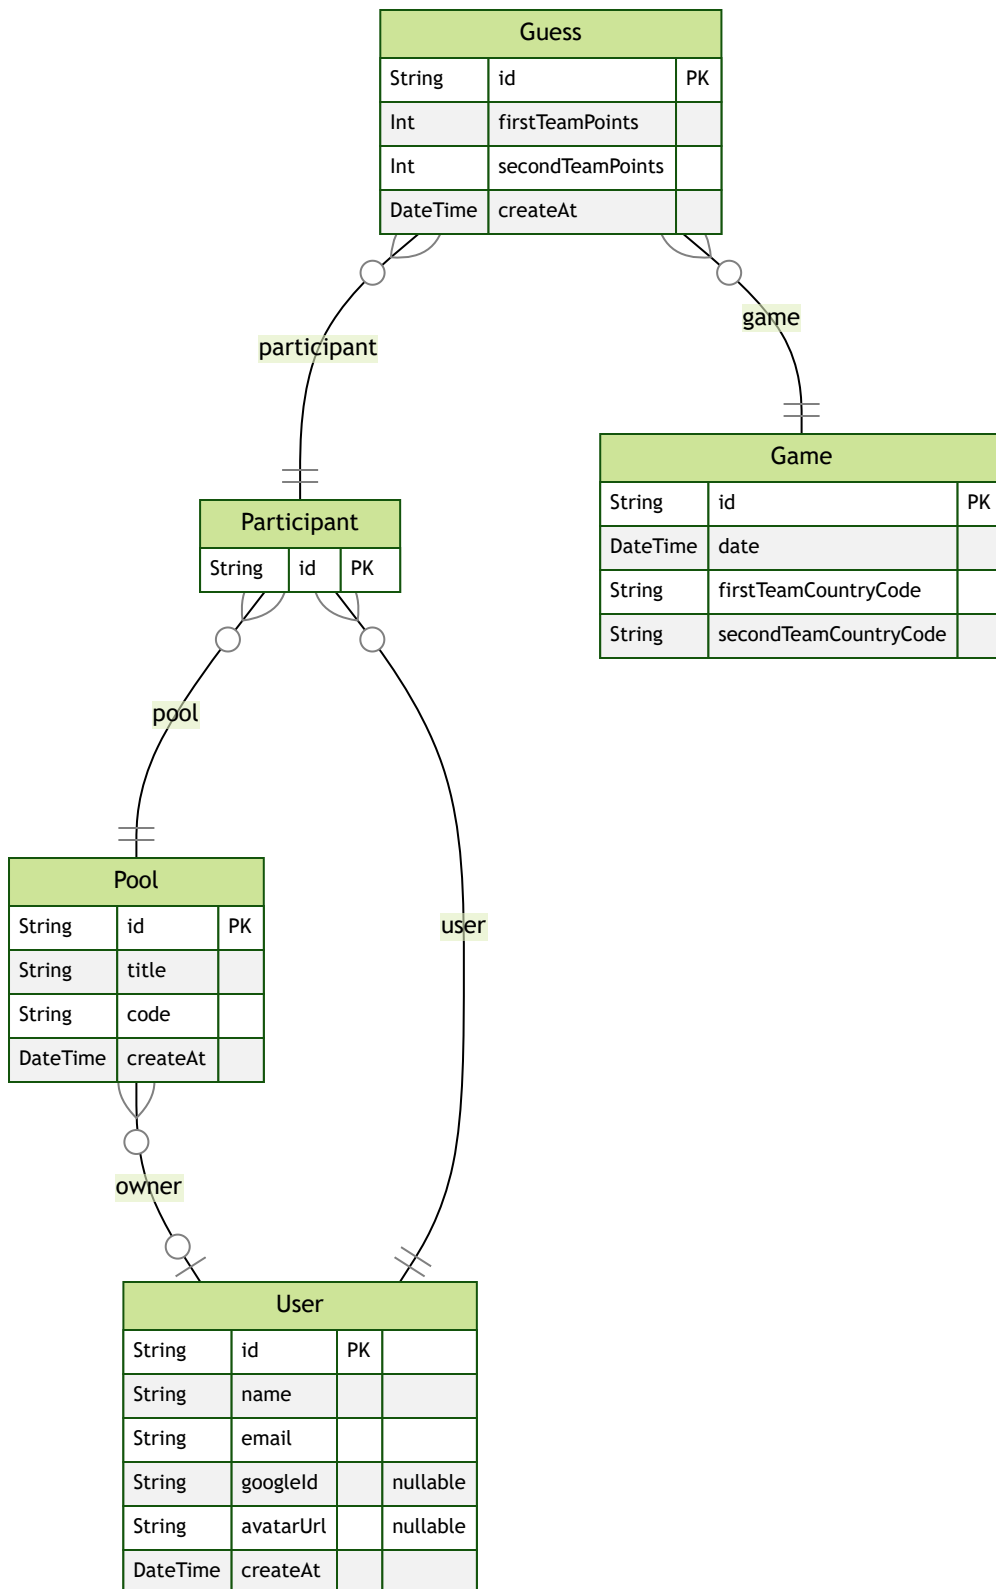 Guess
String id PK
Int firstTeamPoints
Int secondTeamPoints
DateTime createAt
participant
game
Participant
String id PK
Game
String id PK
DateTime date
String firstTeamCountryCode
String secondTeamCountryCode
pool
user
Pool
String id PK
String title
String code
DateTime createAt
owner
User
String id PK
String name
String email
String googleId nullable
String avatarUrl nullable
DateTime createAt